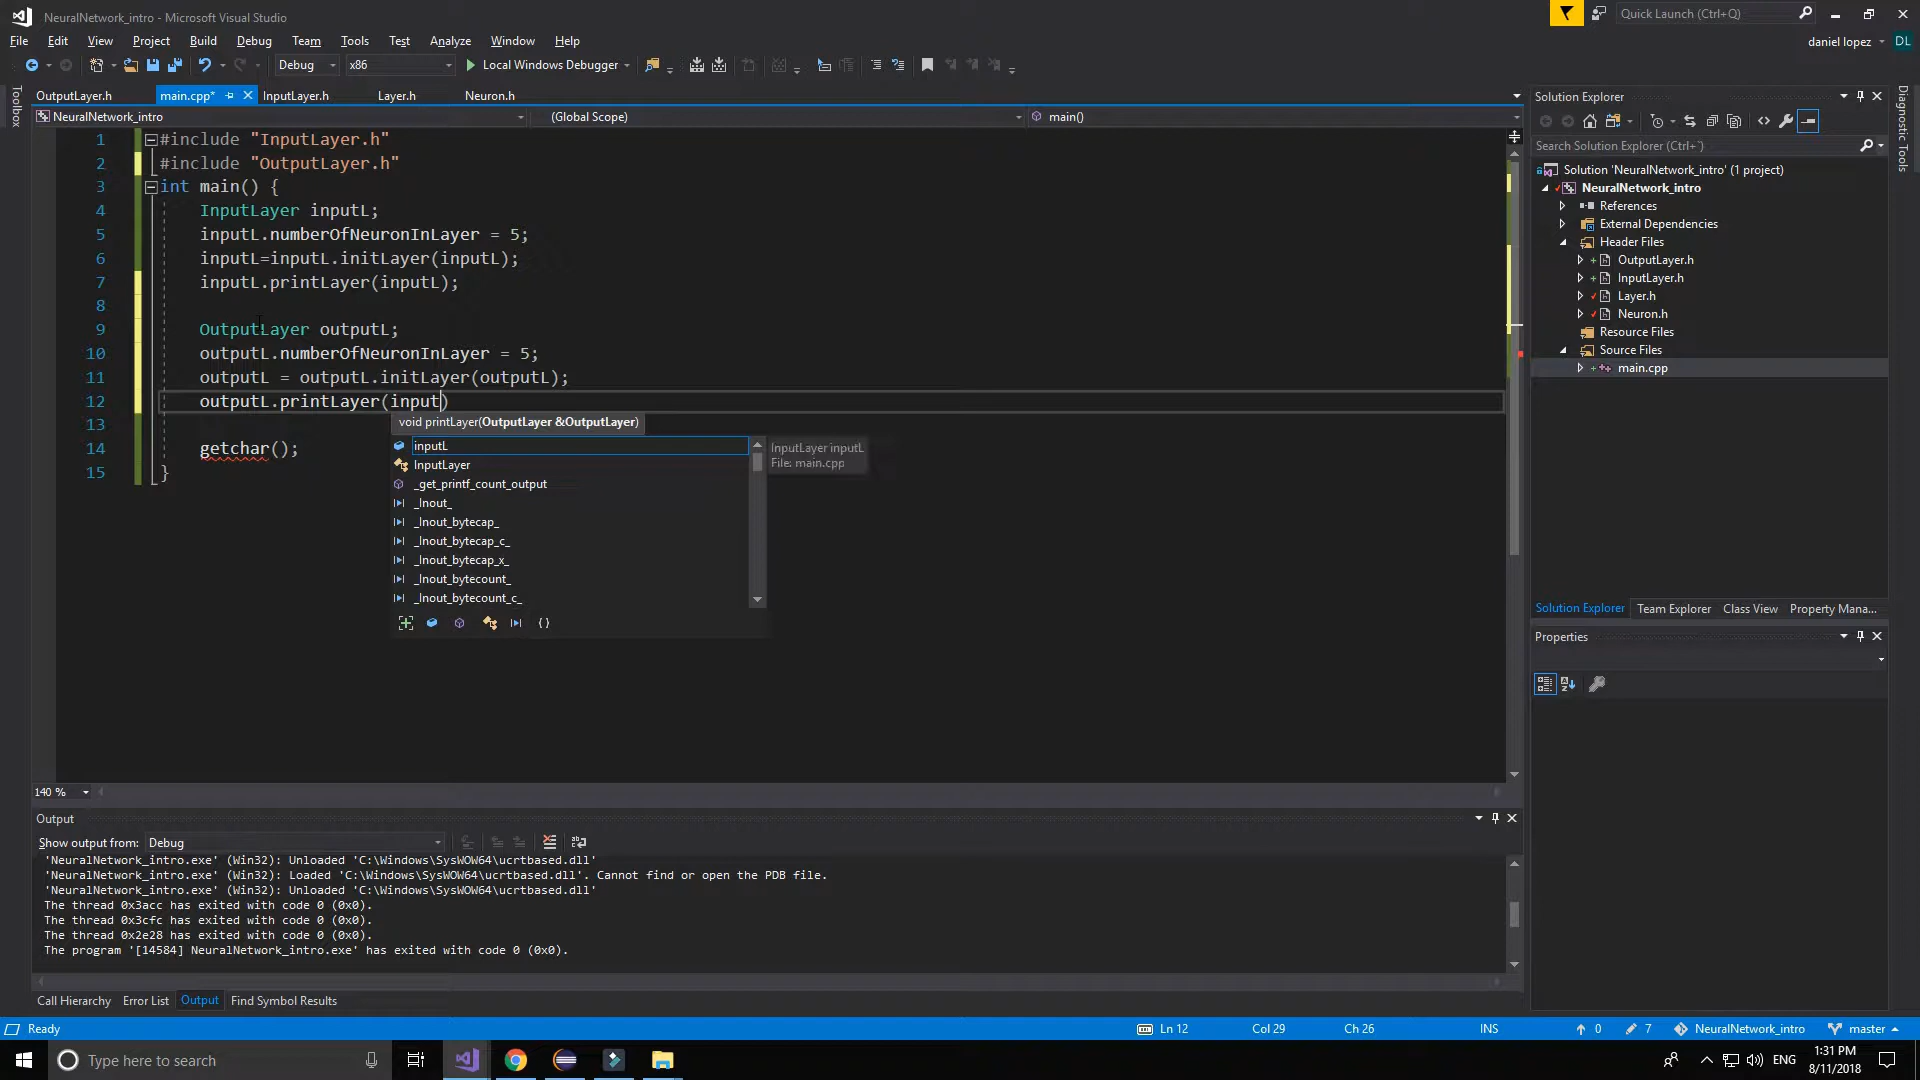 NeuralNetwork_intro - Microsoft Visual Studio
Quick Launch (Ctrl+Q)
File Edit View Project Build Debug Team Tools Test Analyze Window Help
daniel lopez DL
Debug x86 Local Windows Debugger
Toolbox
OutputLayer.h main.cpp* InputLayer.h Layer.h Neuron.h
NeuralNetwork_intro (Global Scope) main()
1 #include "InputLayer.h"
2 #include "OutputLayer.h"
3 int main() {
4 InputLayer inputL;
5 inputL.numberOfNeuronInLayer = 5;
6 inputL=inputL.initLayer(inputL);
7 inputL.printLayer(inputL);
8
9 OutputLayer outputL;
10 outputL.numberOfNeuronInLayer = 5;
11 outputL = outputL.initLayer(outputL);
12 outputL.printLayer(input)
void printLayer(OutputLayer &OutputLayer)
13
14 getchar();
15 }
inputL
InputLayer
_get_printf_count_output
_Inout_
_Inout_bytecap_
_Inout_bytecap_c_
_Inout_bytecap_x_
_Inout_bytecount_
_Inout_bytecount_c_
InputLayer inputL
File: main.cpp
140 %
Output
Show output from: Debug
'NeuralNetwork_intro.exe' (Win32): Unloaded 'C:\Windows\SysWOW64\ucrtbased.dll'
'NeuralNetwork_intro.exe' (Win32): Loaded 'C:\Windows\SysWOW64\ucrtbased.dll'. Cannot find or open the PDB file.
'NeuralNetwork_intro.exe' (Win32): Unloaded 'C:\Windows\SysWOW64\ucrtbased.dll'
The thread 0x3acc has exited with code 0 (0x0).
The thread 0x3cfc has exited with code 0 (0x0).
The thread 0x2e28 has exited with code 0 (0x0).
The program '[14584] NeuralNetwork_intro.exe' has exited with code 0 (0x0).
Call Hierarchy Error List Output Find Symbol Results
Solution Explorer
Search Solution Explorer (Ctrl+¨)
Solution 'NeuralNetwork_intro' (1 project)
NeuralNetwork_intro
References
External Dependencies
Header Files
OutputLayer.h
InputLayer.h
Layer.h
Neuron.h
Resource Files
Source Files
main.cpp
Solution Explorer Team Explorer Class View Property Mana...
Properties
Diagnostic Tools
Ready Ln 12 Col 29 Ch 26 INS 0 7 NeuralNetwork_intro master
Type here to search
ENG
1:31 PM
8/11/2018